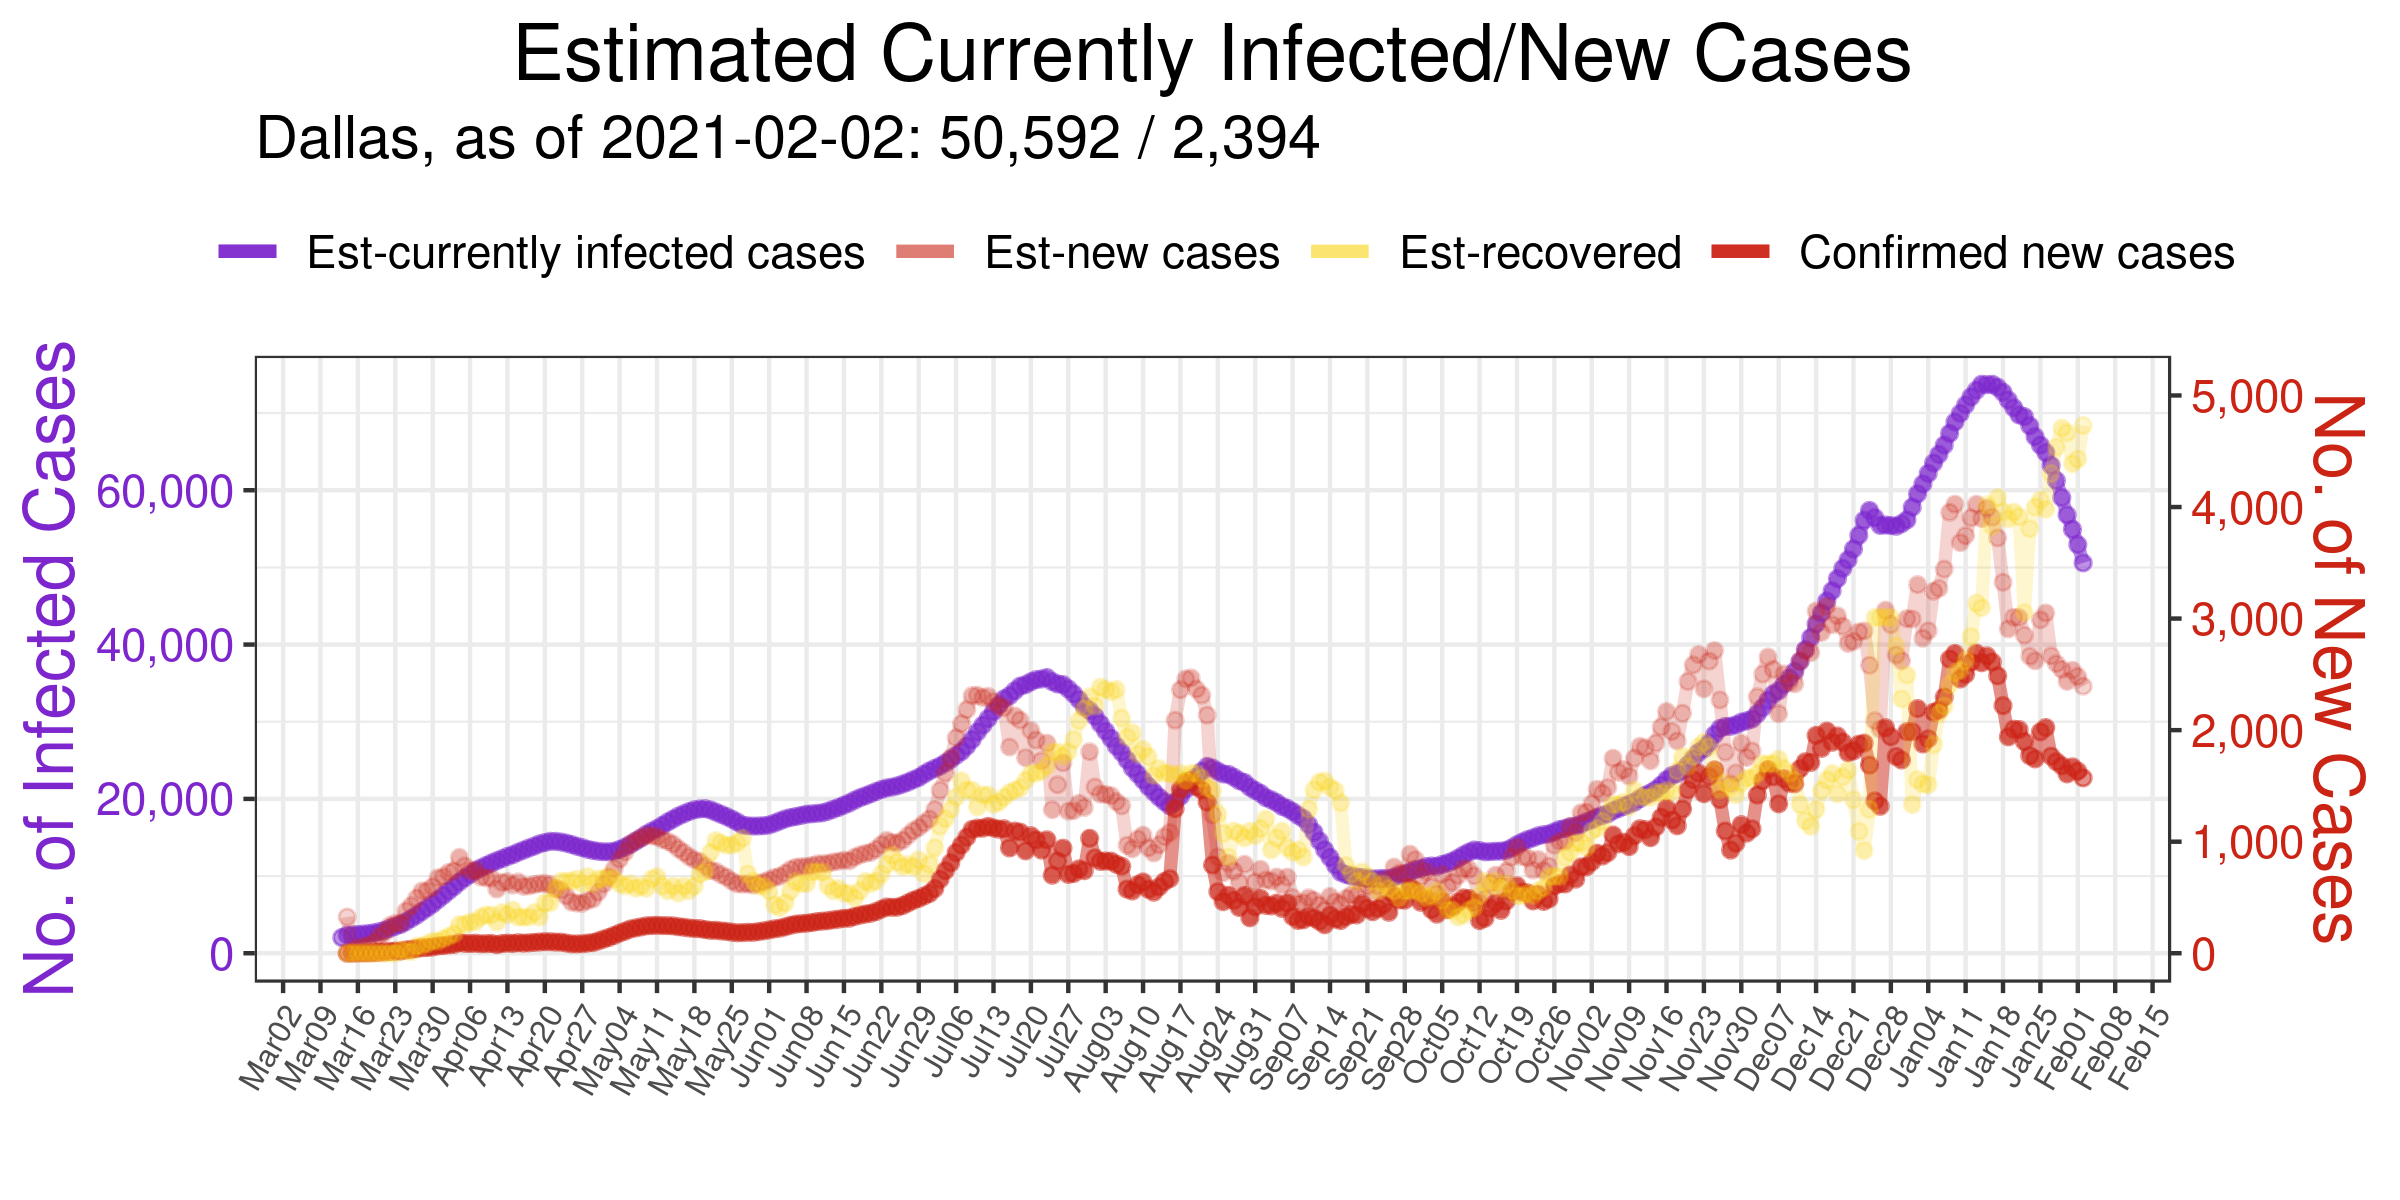 Estimated Currently Infected/New Cases
Dallas, as of 2021-02-02: 50,592 / 2,394
Est-currently infected cases
Est-new cases
Est-recovered
Confirmed new cases
No. of Infected Cases
60,000
40,000
20,000
0
5,000
4,000
3,000
2,000
1,000
0
No. of New Cases
Mar02
Mar09
Mar16
Mar23
Mar30
Apr06
Apr13
Apr20
Apr27
May04
May11
May18
May25
Jun01
Jun08
Jun15
Jun22
Jun29
Jul06
Jul13
Jul20
Jul27
Aug03
Aug10
Aug17
Aug24
Aug31
Sep07
Sep14
Sep21
Sep28
Oct05
Oct12
Oct19
Oct26
Nov02
Nov09
Nov16
Nov23
Nov30
Dec07
Dec14
Dec21
Dec28
Jan04
Jan11
Jan18
Jan25
Feb01
Feb08
Feb15